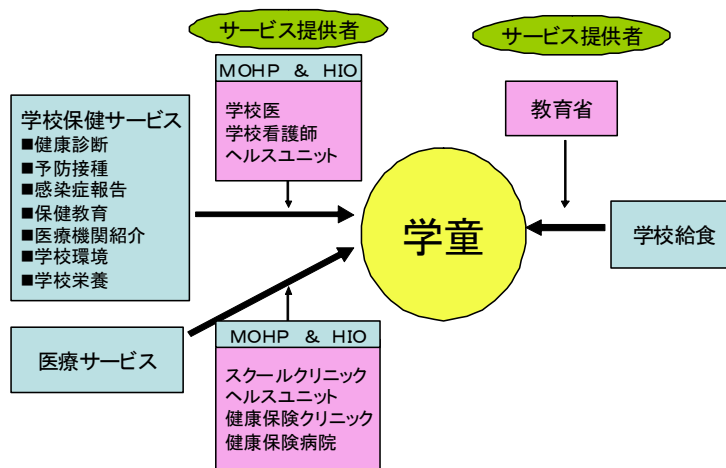 サービス提供者
サービス提供者
MOHP & HIO
学校医
学校看護師
ヘルスユニット
教育省
学校保健サービス
■健康診断
■予防接種
■感染症報告
■保健教育
■医療機関紹介
■学校環境
■学校栄養
学童
学校給食
医療サービス
MOHP & HIO
スクールクリニック
ヘルスユニット
健康保険クリニック
健康保険病院